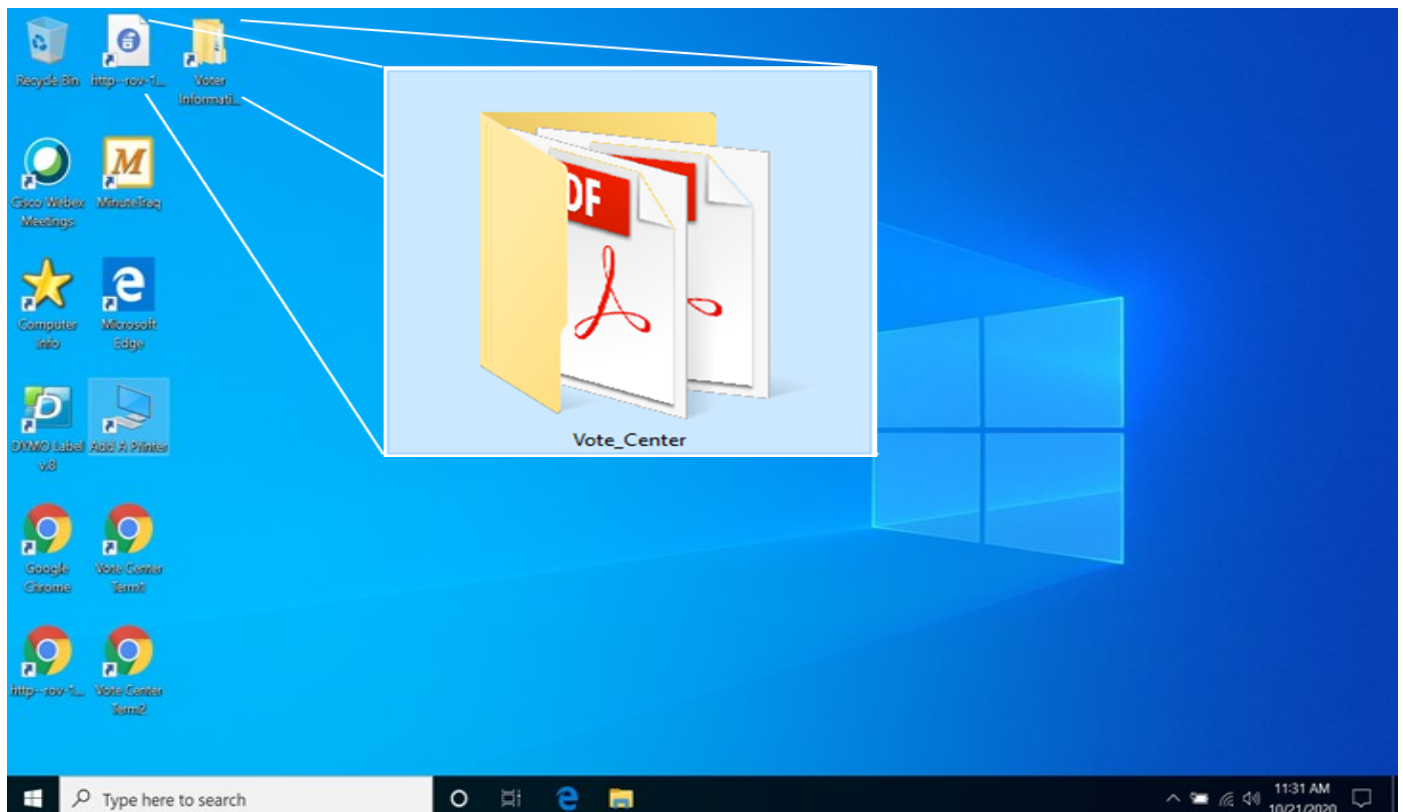 Recycle Bin
http--rov-1...
Voter
Informati...
Cisco Webex
Meetings
MinuteTraq
M
Computer
Info
Microsoft
Edge
DYMO Label
v.8
D
Add A Printer
Google
Chrome
Vote Center
Term1
http--rov-1...
Vote Center
Term2
DF
Vote_Center
Type here to search
11:31 AM
10/21/2020